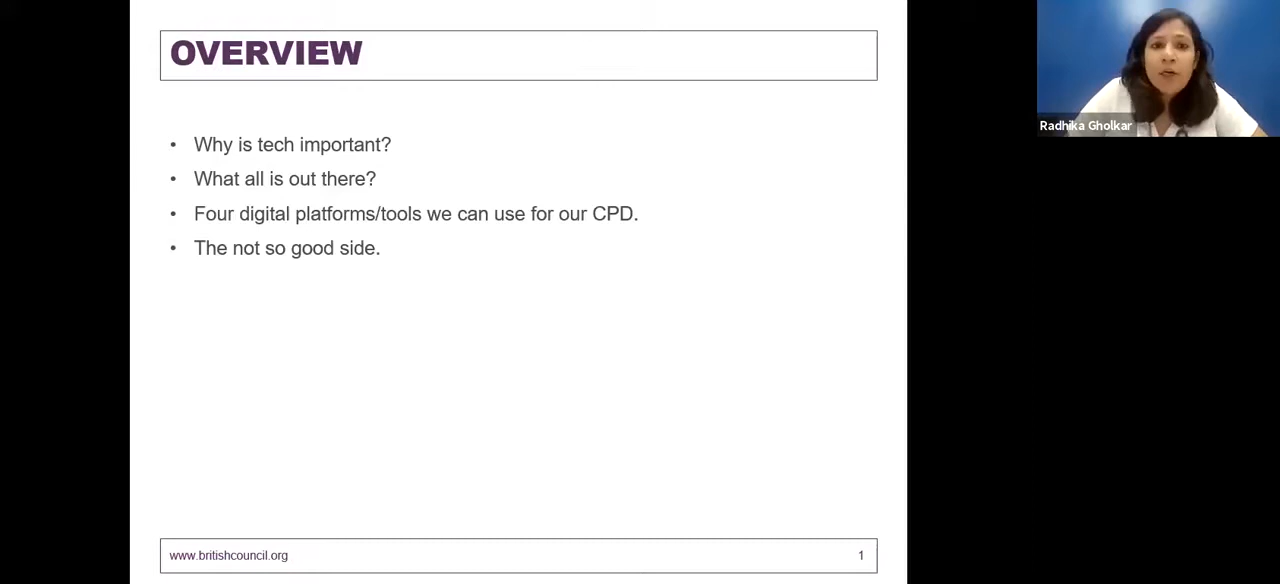 OVERVIEW
• Why is tech important?
• What all is out there?
• Four digital platforms/tools we can use for our CPD.
• The not so good side.
www.britishcouncil.org
1
Radhika Gholkar